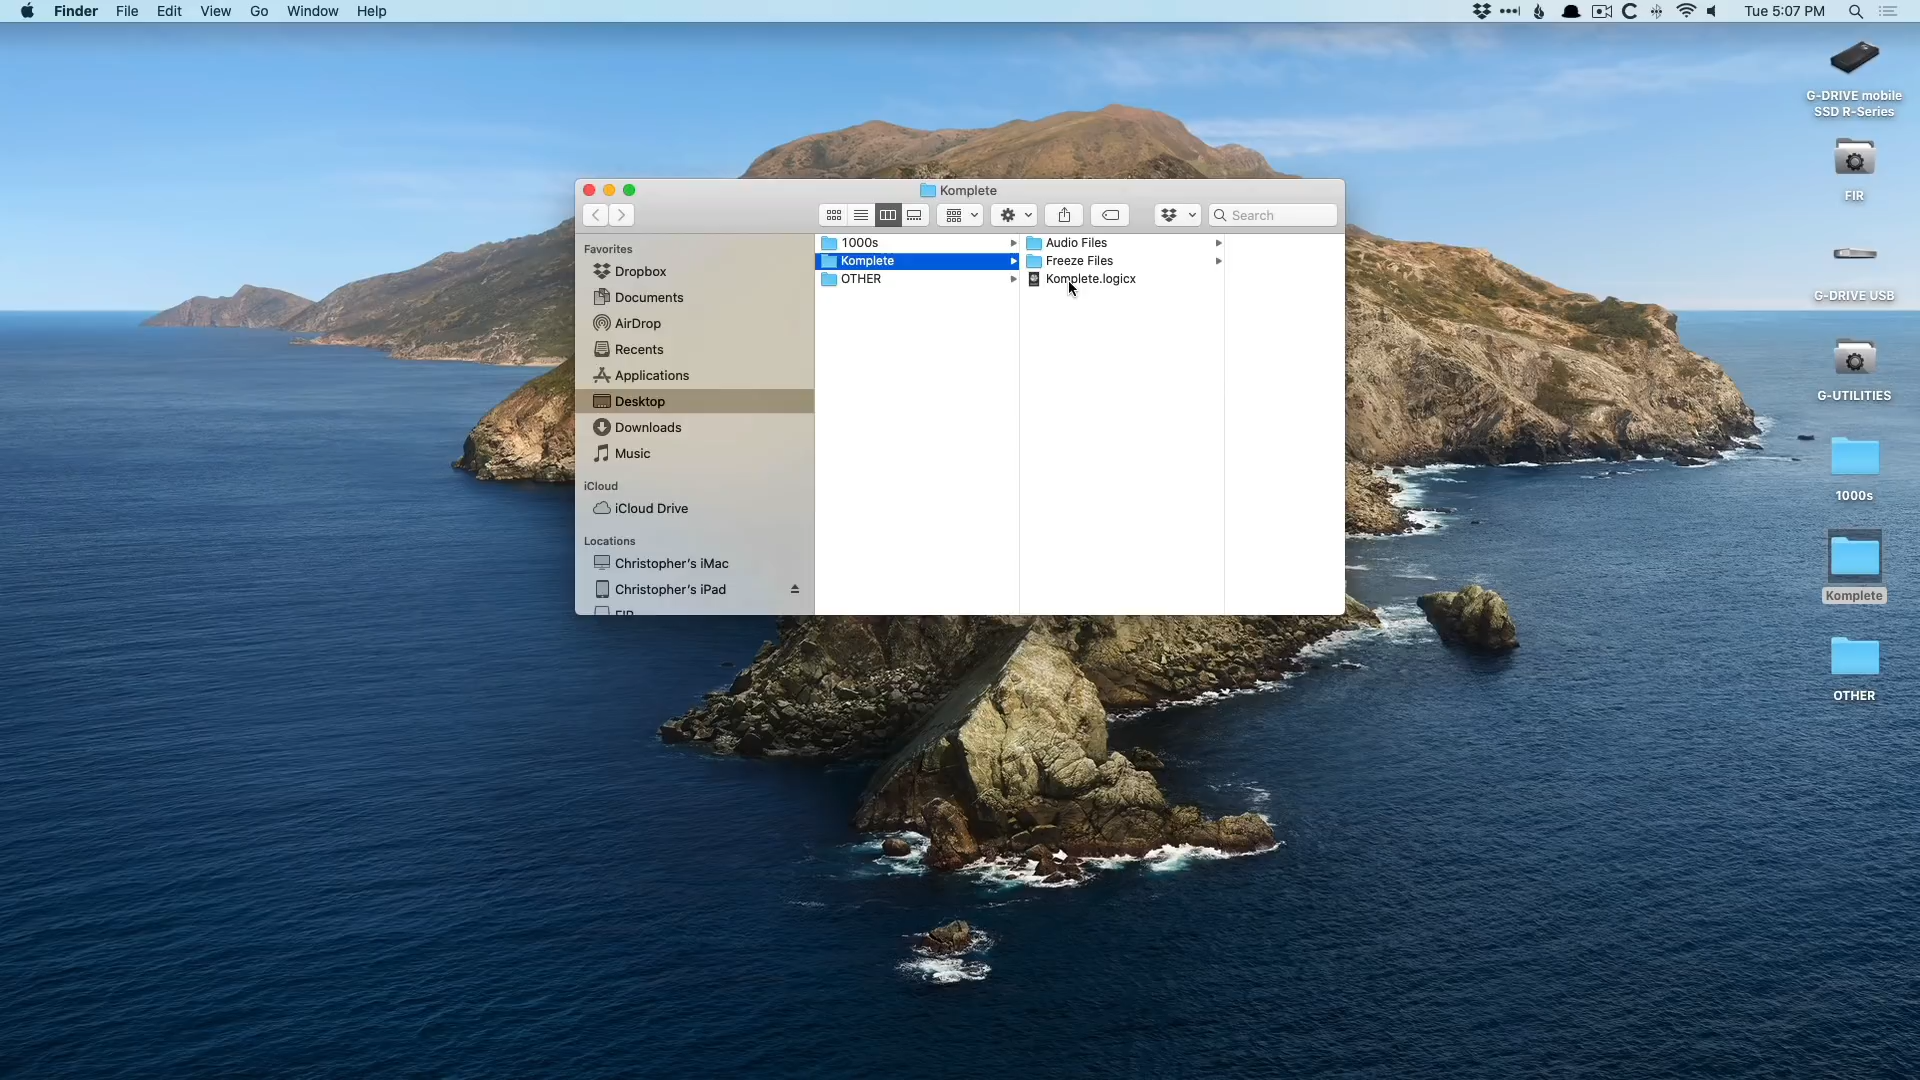 Finder File Edit View Go Window Help
Tue 5:07 PM
G-DRIVE mobile
SSD R-Series
FIR
G-DRIVE USB
G-UTILITIES
1000s
Komplete
OTHER
Komplete
Search
Favorites
Dropbox
Documents
AirDrop
Recents
Applications
Desktop
Downloads
Music
iCloud
iCloud Drive
Locations
Christopher's iMac
Christopher's iPad
FIR
1000s
Komplete
OTHER
Audio Files
Freeze Files
Komplete.logicx